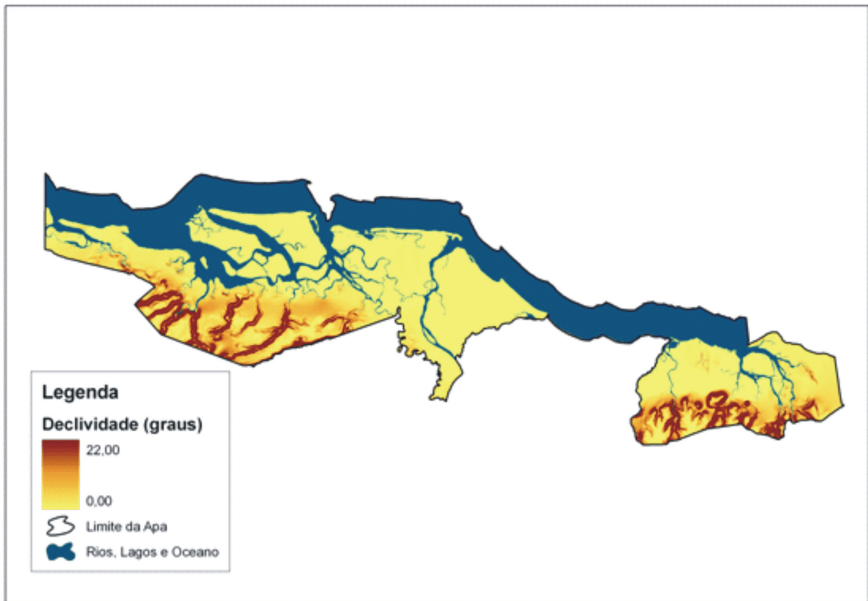 Legenda
Declividade (graus)
22,00
0,00
Limite da Apa
Rios, Lagos e Oceano